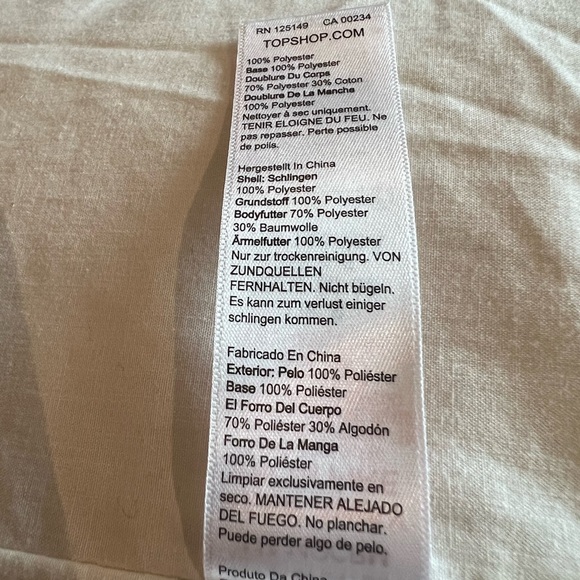 RN 125149 CA 00234
TOPSHOP.COM
100% Polyester
Base 100% Polyester
Doublure Du Corps
70% Polyester 30% Coton
Doublure De La Manche
100% Polyester
Nettoyer à sec uniquement.
TENIR ELOIGNE DU FEU. Ne
pas repasser. Perte possible
de poils.
Hergestellt In China
Shell: Schlingen
100% Polyester
Grundstoff 100% Polyester
Bodyfutter 70% Polyester
30% Baumwolle
Ärmelfutter 100% Polyester
Nur zur trockenreinigung. VON
ZUNDQUELLEN
FERNHALTEN. Nicht bügeln.
Es kann zum verlust einiger
schlingen kommen.
Fabricado En China
Exterior: Pelo 100% Poliéster
Base 100% Poliéster
El Forro Del Cuerpo
70% Poliéster 30% Algodón
Forro De La Manga
100% Poliéster
Limpiar exclusivamente en
seco. MANTENER ALEJADO
DEL FUEGO. No planchar.
Puede perder algo de pelo.
Produto Da China